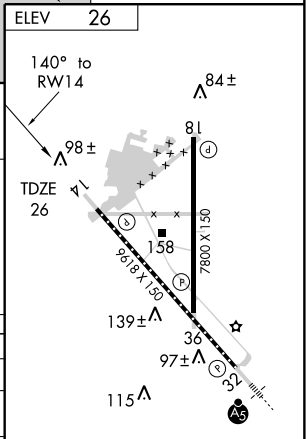 ELEV 26
140° to
RW14
84±
98±
18
P
TDZE
26
14
P
158
9618 X 150
7800 X 150
P
139±
36
97±
P
32
115
A5